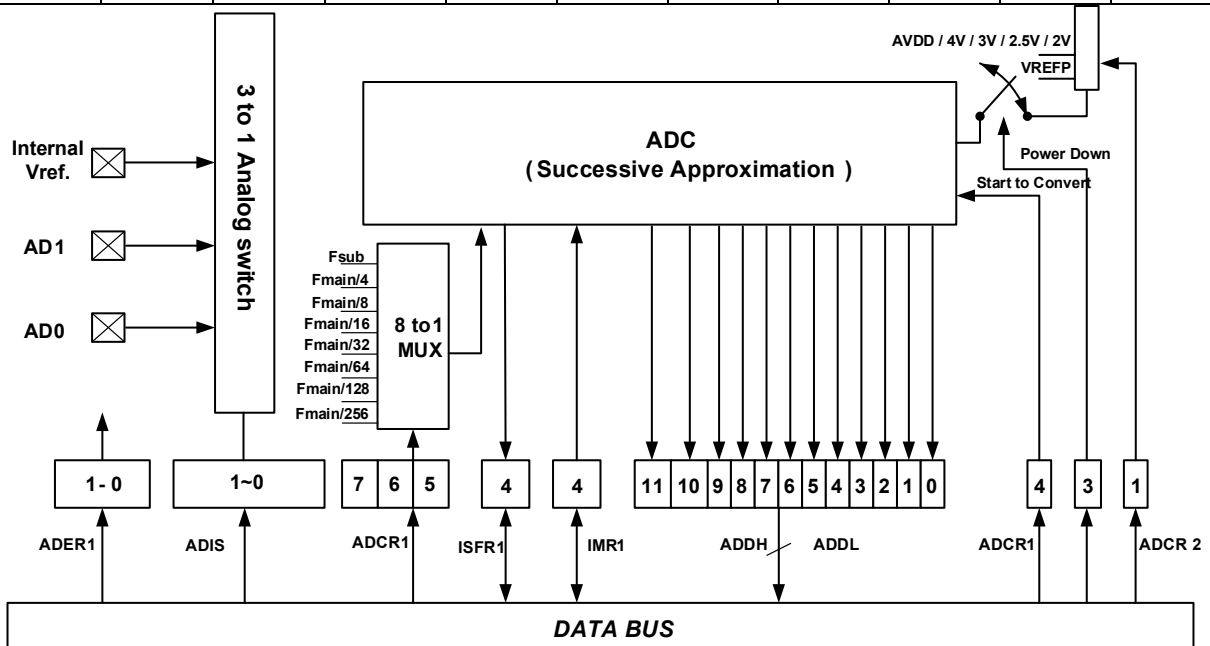 AVDD / 4V / 3V / 2.5V / 2V
VREFP
3 to 1 Analog switch
ADC
( Successive Approximation )
Internal
Vref.
Power Down
Start to Convert
AD1
AD0
Fsub
Fmain/4
Fmain/8
Fmain/16
Fmain/32
Fmain/64
Fmain/128
Fmain/256
8 to1
MUX
1 - 0
1~0
7 6 5
4
4
11 10 9 8 7 6 5 4 3 2 1 0
4
3
1
ADER1
ADIS
ADCR1
ISFR1
IMR1
ADDH
ADDL
ADCR1
ADCR 2
DATA BUS